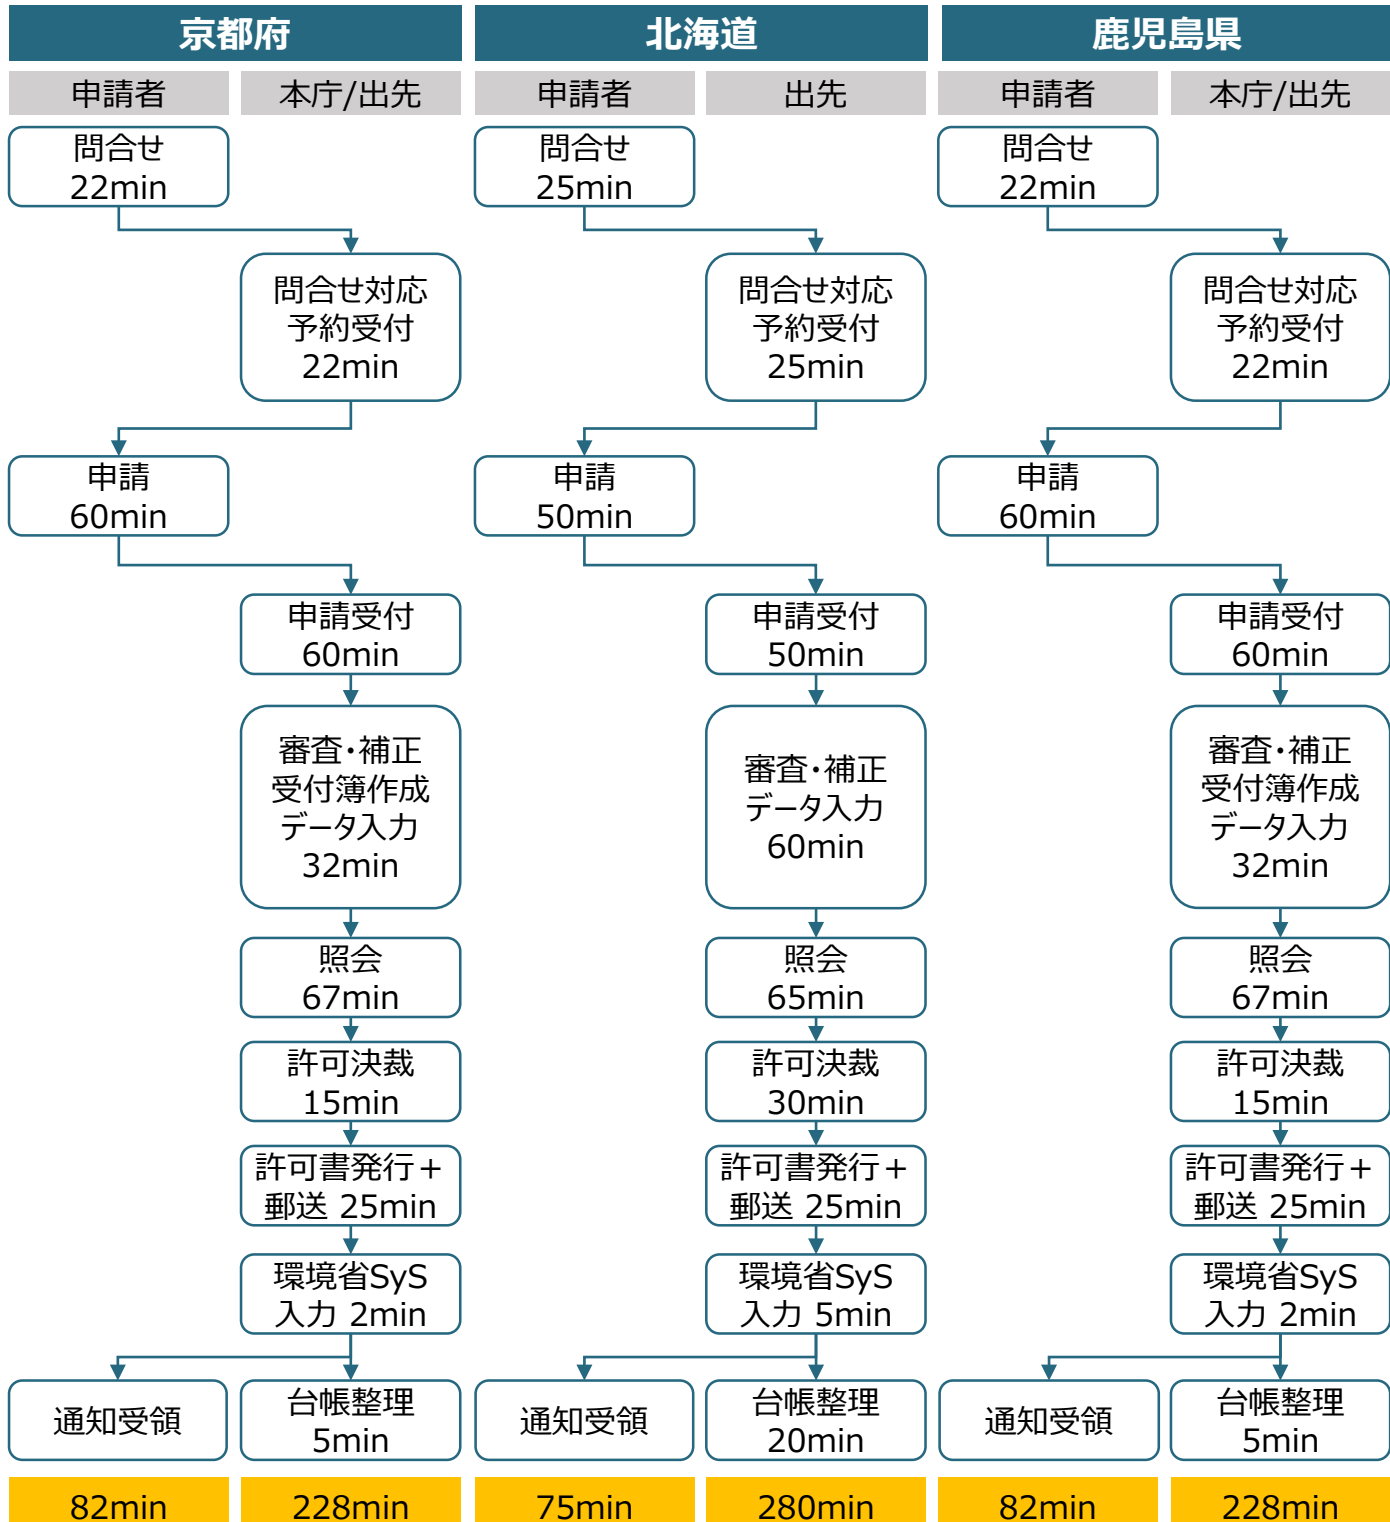 京都府
北海道
鹿児島県
申請者
本庁/出先
申請者
出先
申請者
本庁/出先
問合せ
22min
問合せ
25min
問合せ
22min
問合せ対応
予約受付
22min
問合せ対応
予約受付
25min
問合せ対応
予約受付
22min
申請
60min
申請
50min
申請
60min
申請受付
60min
申請受付
50min
申請受付
60min
審査・補正
受付簿作成
データ入力
32min
審査・補正
データ入力
60min
審査・補正
受付簿作成
データ入力
32min
照会
67min
照会
65min
照会
67min
許可決裁
15min
許可決裁
30min
許可決裁
15min
許可書発行＋
郵送 25min
許可書発行＋
郵送 25min
許可書発行＋
郵送 25min
環境省SyS
入力 2min
環境省SyS
入力 5min
環境省SyS
入力 2min
通知受領
台帳整理
5min
通知受領
台帳整理
20min
通知受領
台帳整理
5min
82min
228min
75min
280min
82min
228min